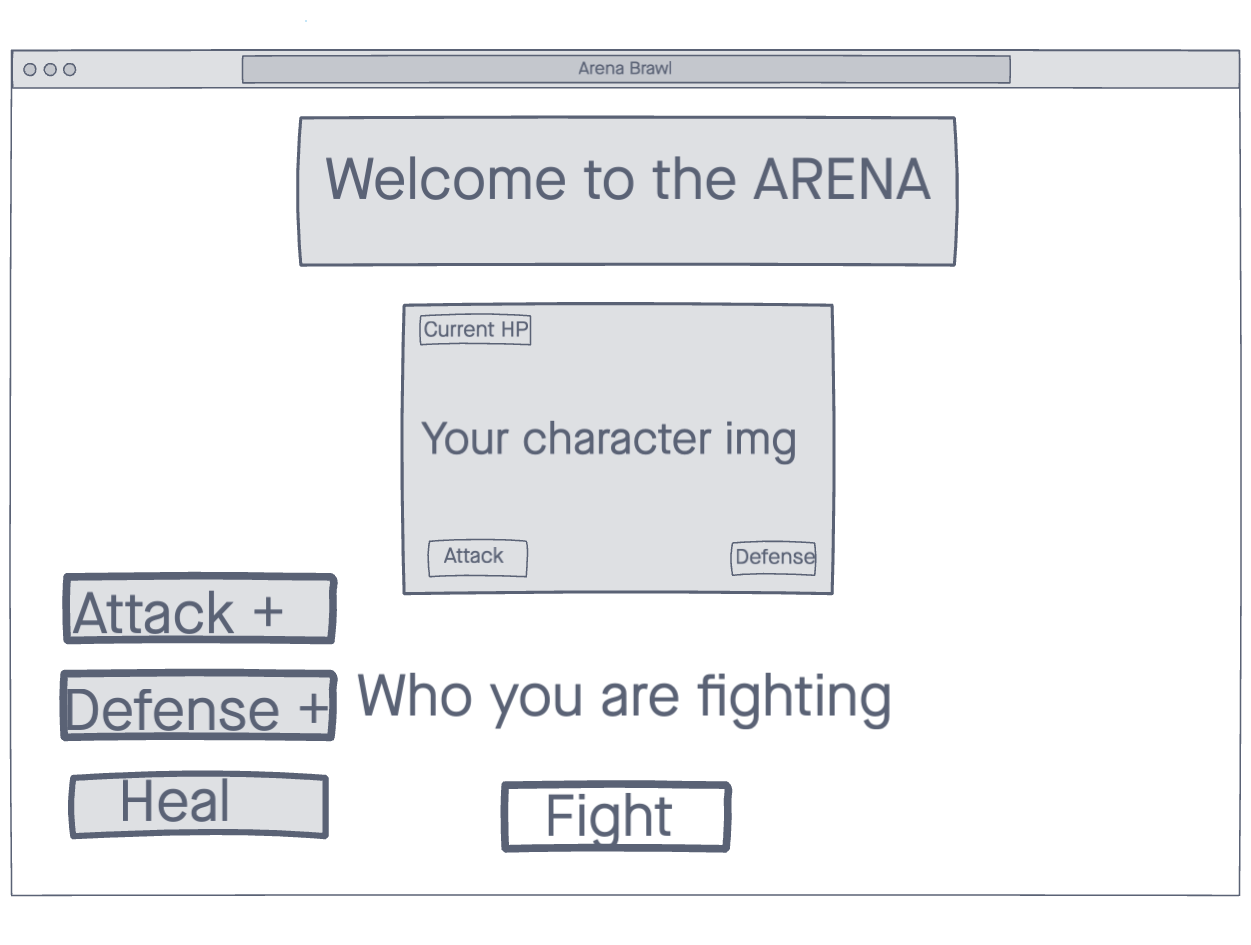 Arena Brawl
Welcome to the ARENA
Current HP
Your character img
Attack
Defense
Attack +
Defense +
Who you are fighting
Heal
Fight